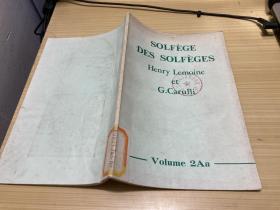 SOLFÈGE
DES SOLFÈGES
Henry Lemoine
et
G.Carulli
Volume 2Aa